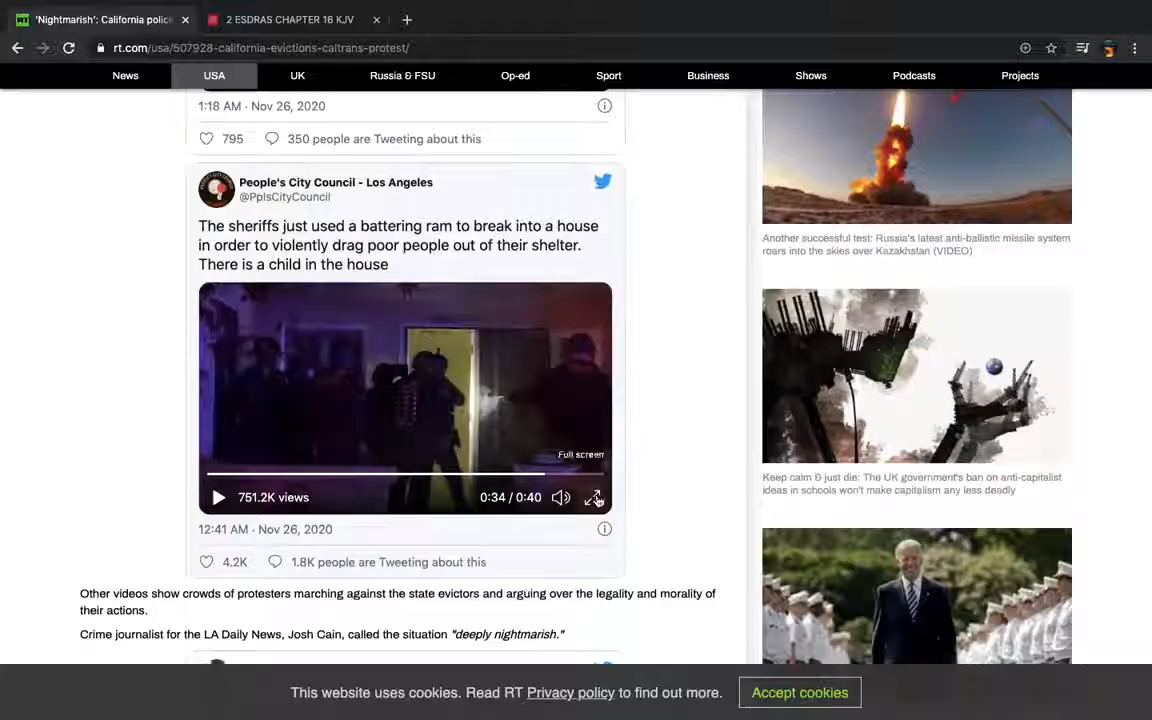 'Nightmarish': California police
2 ESDRAS CHAPTER 16 KJV
rt.com/usa/507928-california-evictions-caltrans-protest/
News USA UK Russia & FSU Op-ed Sport Business Shows Podcasts Projects
1:18 AM · Nov 26, 2020
795 350 people are Tweeting about this
People's City Council - Los Angeles
@PplsCityCouncil
The sheriffs just used a battering ram to break into a house
in order to violently drag poor people out of their shelter.
There is a child in the house
Full screen
751.2K views 0:34 / 0:40
12:41 AM · Nov 26, 2020
4.2K 1.8K people are Tweeting about this
Other videos show crowds of protesters marching against the state evictors and arguing over the legality and morality of
their actions.
Crime journalist for the LA Daily News, Josh Cain, called the situation "deeply nightmarish."
Another successful test: Russia's latest anti-ballistic missile system
roars into the skies over Kazakhstan (VIDEO)
Keep calm & just die: The UK government's ban on anti-capitalist
ideas in schools won't make capitalism any less deadly
This website uses cookies. Read RT Privacy policy to find out more. Accept cookies